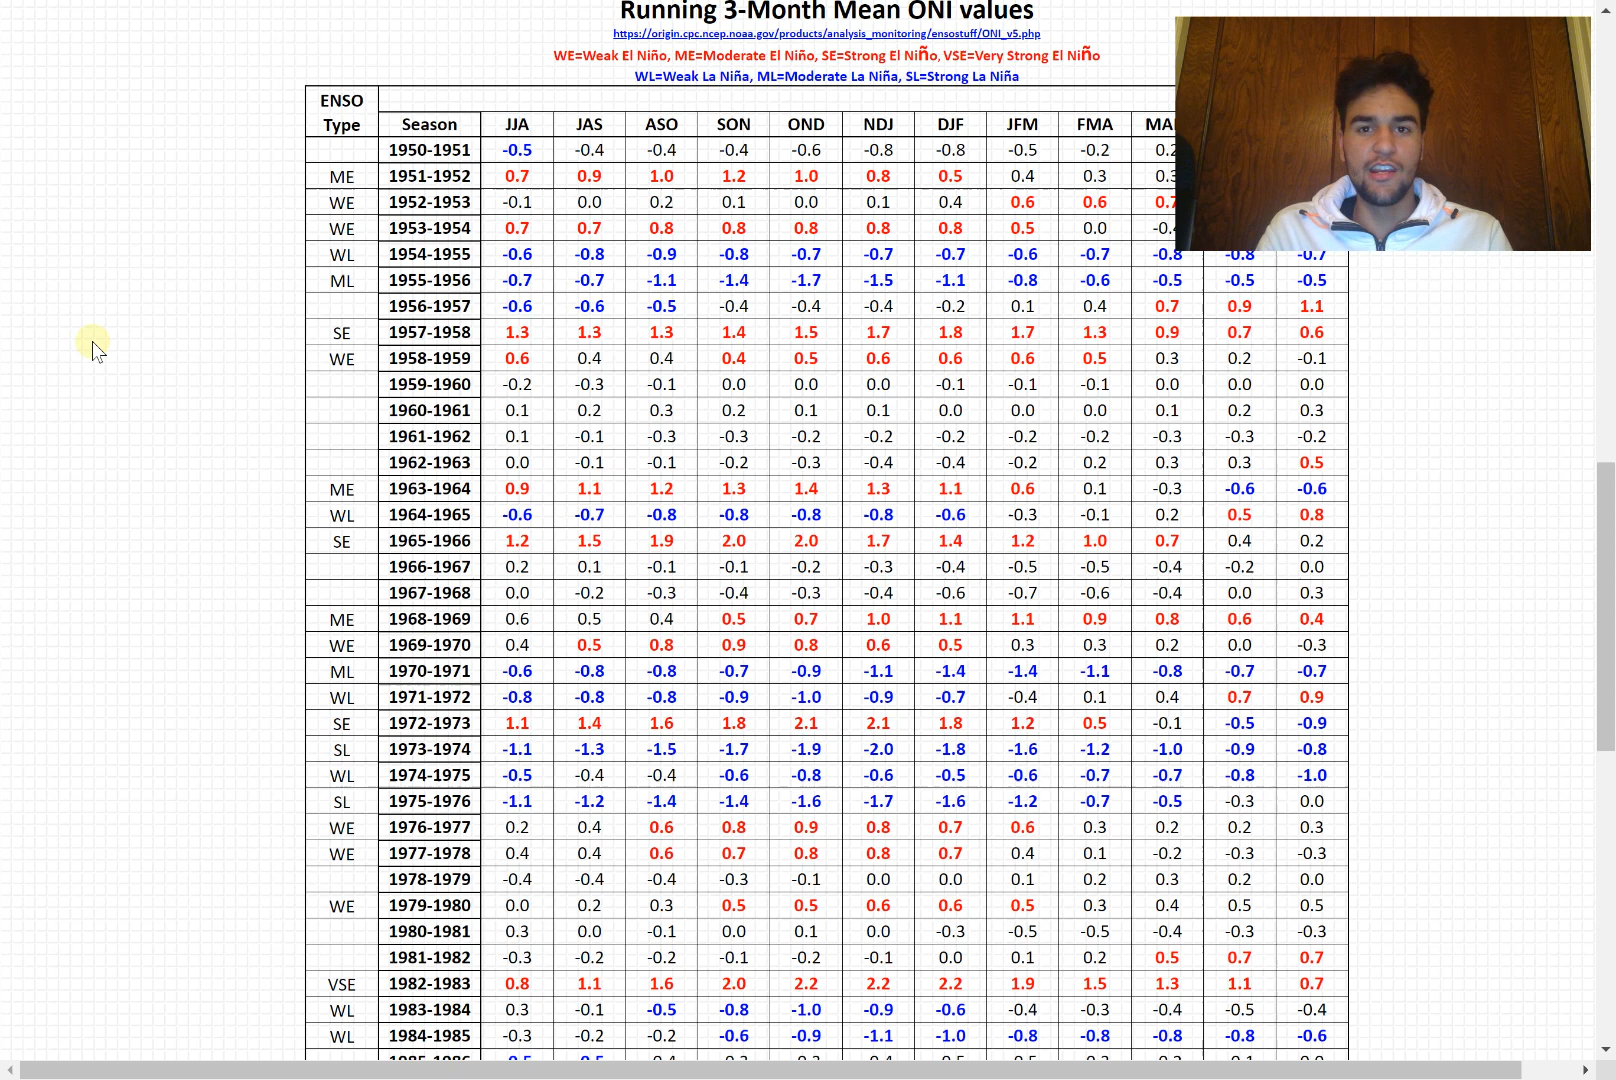 Running 3-Month Mean ONI values
https://origin.cpc.ncep.noaa.gov/products/analysis_monitoring/ensostuff/ONI_v5.php
WE=Weak El Niño, ME=Moderate El Niño, SE=Strong El Niño, VSE=Very Strong El Niño
WL=Weak La Niña, ML=Moderate La Niña, SL=Strong La Niña
ENSO
Type Season JJA JAS ASO SON OND NDJ DJF JFM FMA
1950-1951 -0.5 -0.4 -0.4 -0.4 -0.6 -0.8 -0.8 -0.5 -0.2 0.2
ME 1951-1952 0.7 0.9 1.0 1.2 1.0 0.8 0.5 0.4 0.3
WE 1952-1953 -0.1 0.0 0.2 0.1 0.0 0.1 0.4 0.6 0.6 0.7
WE 1953-1954 0.7 0.7 0.8 0.8 0.8 0.8 0.8 0.5 0.0
WL 1954-1955 -0.6 -0.8 -0.9 -0.8 -0.7 -0.7 -0.7 -0.6 -0.7 -0.8 -0.8 -0.7
ML 1955-1956 -0.7 -0.7 -1.1 -1.4 -1.7 -1.5 -1.1 -0.8 -0.6 -0.5 -0.5 -0.5
1956-1957 -0.6 -0.6 -0.5 -0.4 -0.4 -0.4 -0.2 0.1 0.4 0.7 0.9 1.1
SE 1957-1958 1.3 1.3 1.3 1.4 1.5 1.7 1.8 1.7 1.3 0.9 0.7 0.6
WE 1958-1959 0.6 0.4 0.4 0.4 0.5 0.6 0.6 0.6 0.5 0.3 0.2 -0.1
1959-1960 -0.2 -0.3 -0.1 0.0 0.0 0.0 -0.1 -0.1 -0.1 0.0 0.0 0.0
1960-1961 0.1 0.2 0.3 0.2 0.1 0.1 0.0 0.0 0.0 0.1 0.2 0.3
1961-1962 0.1 -0.1 -0.3 -0.3 -0.2 -0.2 -0.2 -0.2 -0.2 -0.3 -0.3 -0.2
1962-1963 0.0 -0.1 -0.1 -0.2 -0.3 -0.4 -0.4 -0.2 0.2 0.3 0.3 0.5
ME 1963-1964 0.9 1.1 1.2 1.3 1.4 1.3 1.1 0.6 0.1 -0.3 -0.6 -0.6
WL 1964-1965 -0.6 -0.7 -0.8 -0.8 -0.8 -0.8 -0.6 -0.3 -0.1 0.2 0.5 0.8
SE 1965-1966 1.2 1.5 1.9 2.0 2.0 1.7 1.4 1.2 1.0 0.7 0.4 0.2
1966-1967 0.2 0.1 -0.1 -0.1 -0.2 -0.3 -0.4 -0.5 -0.5 -0.4 -0.2 0.0
1967-1968 0.0 -0.2 -0.3 -0.4 -0.3 -0.4 -0.6 -0.7 -0.6 -0.4 0.0 0.3
ME 1968-1969 0.6 0.5 0.4 0.5 0.7 1.0 1.1 1.1 0.9 0.8 0.6 0.4
WE 1969-1970 0.4 0.5 0.8 0.9 0.8 0.6 0.5 0.3 0.3 0.2 0.0 -0.3
ML 1970-1971 -0.6 -0.8 -0.8 -0.7 -0.9 -1.1 -1.4 -1.4 -1.1 -0.8 -0.7 -0.7
WL 1971-1972 -0.8 -0.8 -0.8 -0.9 -1.0 -0.9 -0.7 -0.4 0.1 0.4 0.7 0.9
SE 1972-1973 1.1 1.4 1.6 1.8 2.1 2.1 1.8 1.2 0.5 -0.1 -0.5 -0.9
SL 1973-1974 -1.1 -1.3 -1.5 -1.7 -1.9 -2.0 -1.8 -1.6 -1.2 -1.0 -0.9 -0.8
WL 1974-1975 -0.5 -0.4 -0.4 -0.6 -0.8 -0.6 -0.5 -0.6 -0.7 -0.7 -0.8 -1.0
SL 1975-1976 -1.1 -1.2 -1.4 -1.4 -1.6 -1.7 -1.6 -1.2 -0.7 -0.5 -0.3 0.0
WE 1976-1977 0.2 0.4 0.6 0.8 0.9 0.8 0.7 0.6 0.3 0.2 0.2 0.3
WE 1977-1978 0.4 0.4 0.6 0.7 0.8 0.8 0.7 0.4 0.1 -0.2 -0.3 -0.3
1978-1979 -0.4 -0.4 -0.4 -0.3 -0.1 0.0 0.0 0.1 0.2 0.3 0.2 0.0
WE 1979-1980 0.0 0.2 0.3 0.5 0.5 0.6 0.6 0.5 0.3 0.4 0.5 0.5
1980-1981 0.3 0.0 -0.1 0.0 0.1 0.0 -0.3 -0.5 -0.5 -0.4 -0.3 -0.3
1981-1982 -0.3 -0.2 -0.2 -0.1 -0.2 -0.1 0.0 0.1 0.2 0.5 0.7 0.7
VSE 1982-1983 0.8 1.1 1.6 2.0 2.2 2.2 2.2 1.9 1.5 1.3 1.1 0.7
WL 1983-1984 0.3 -0.1 -0.5 -0.8 -1.0 -0.9 -0.6 -0.4 -0.3 -0.4 -0.5 -0.4
WL 1984-1985 -0.3 -0.2 -0.2 -0.6 -0.9 -1.1 -1.0 -0.8 -0.8 -0.8 -0.8 -0.6